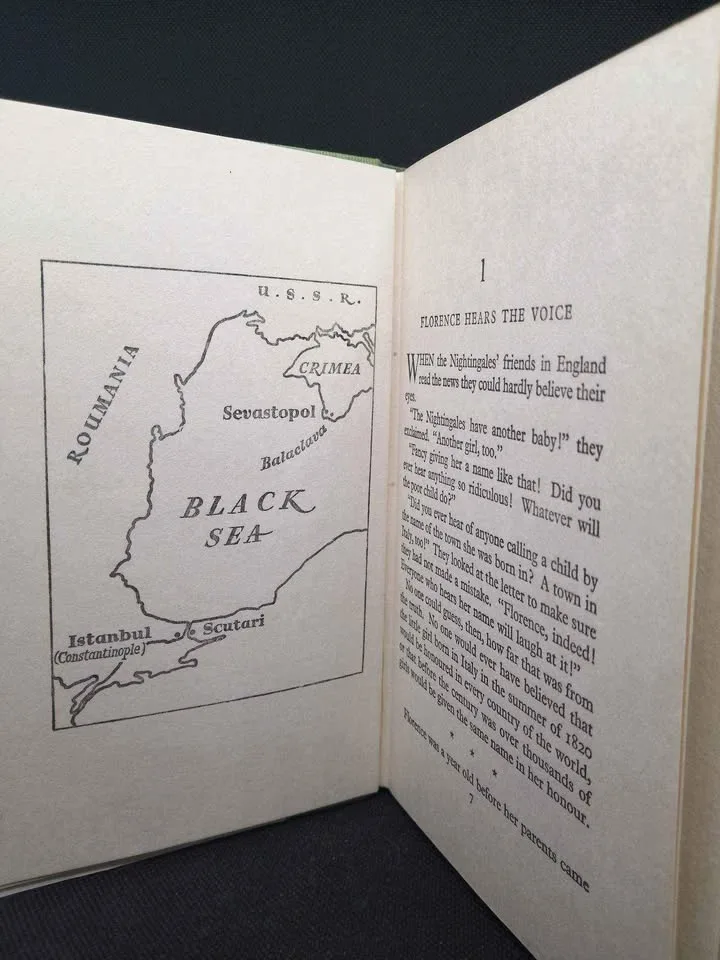 U.S.S.R.
ROUMANIA
CRIMEA
Sevastopol
Balaclava
BLACK
SEA
Istanbul
Scutari
(Constantinople)
1
FLORENCE HEARS THE VOICE
WHEN the Nightingales' friends in England
read the news they could hardly believe their
eyes.
"The Nightingales have another baby!" they
exclaimed. "Another girl, too."
"Fancy giving her a name like that! Did you
ever hear anything so ridiculous! Whatever will
the poor child do?"
"Did you ever hear of anyone calling a child by
the name of the town she was born in? A town in
Italy, too!" They looked at the letter to make sure
they had not made a mistake. "Florence, indeed!
Everyone who hears her name will laugh at it!"
No one could guess, then, how far that was from
the truth. No one would ever have believed that
the little girl born in Italy in the summer of 1820
would be honoured in every country of the world,
or that before the century was over thousands of
girls would be given the same name in her honour.
* * *
Florence was a year old before her parents came
7